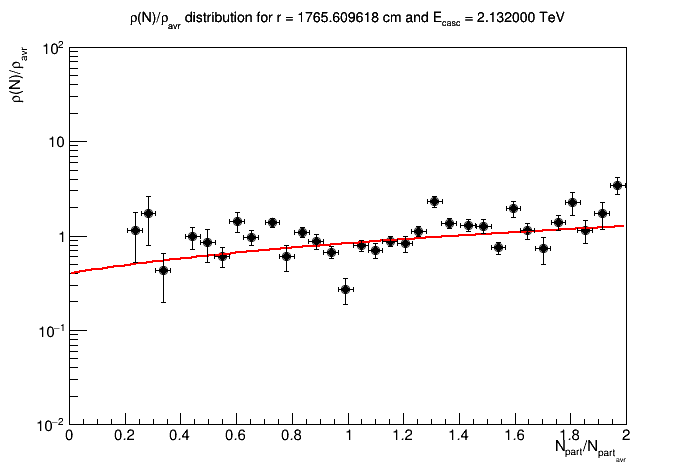 ρ(N)/ρavr distribution for r = 1765.609618 cm and Ecasc = 2.132000 TeV
ρ(N)/ρavr
10²
10
1
10⁻¹
10⁻²
0 0.2 0.4 0.6 0.8 1 1.2 1.4 1.6 1.8 2
Npart/Npartavr